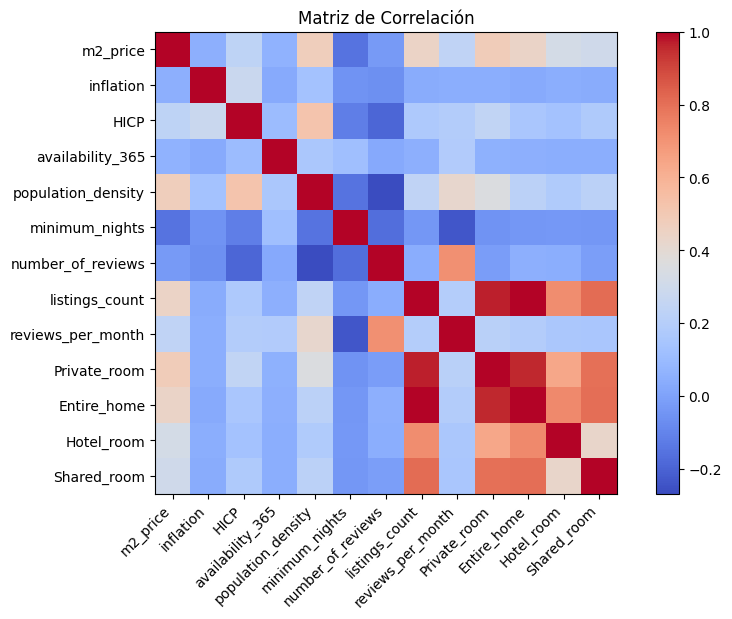 Matriz de Correlación
m2_price
inflation
HICP
availability_365
population_density
minimum_nights
number_of_reviews
listings_count
reviews_per_month
Private_room
Entire_home
Hotel_room
Shared_room
m2_price
inflation
HICP
availability_365
population_density
minimum_nights
number_of_reviews
listings_count
reviews_per_month
Private_room
Entire_home
Hotel_room
Shared_room
1.0
0.8
0.6
0.4
0.2
0.0
−0.2